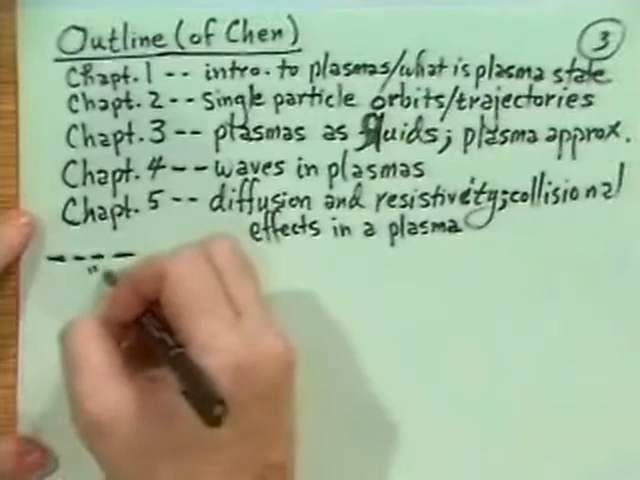 Outline (of Chen)
3
Chapt. 1 -- intro. to plasmas/what is plasma state
Chapt. 2 -- single particle orbits/trajectories
Chapt. 3 -- plasmas as fluids; plasma approx.
Chapt. 4 -- waves in plasmas
Chapt. 5 -- diffusion and resistivity; collisional
effects in a plasma
----
"